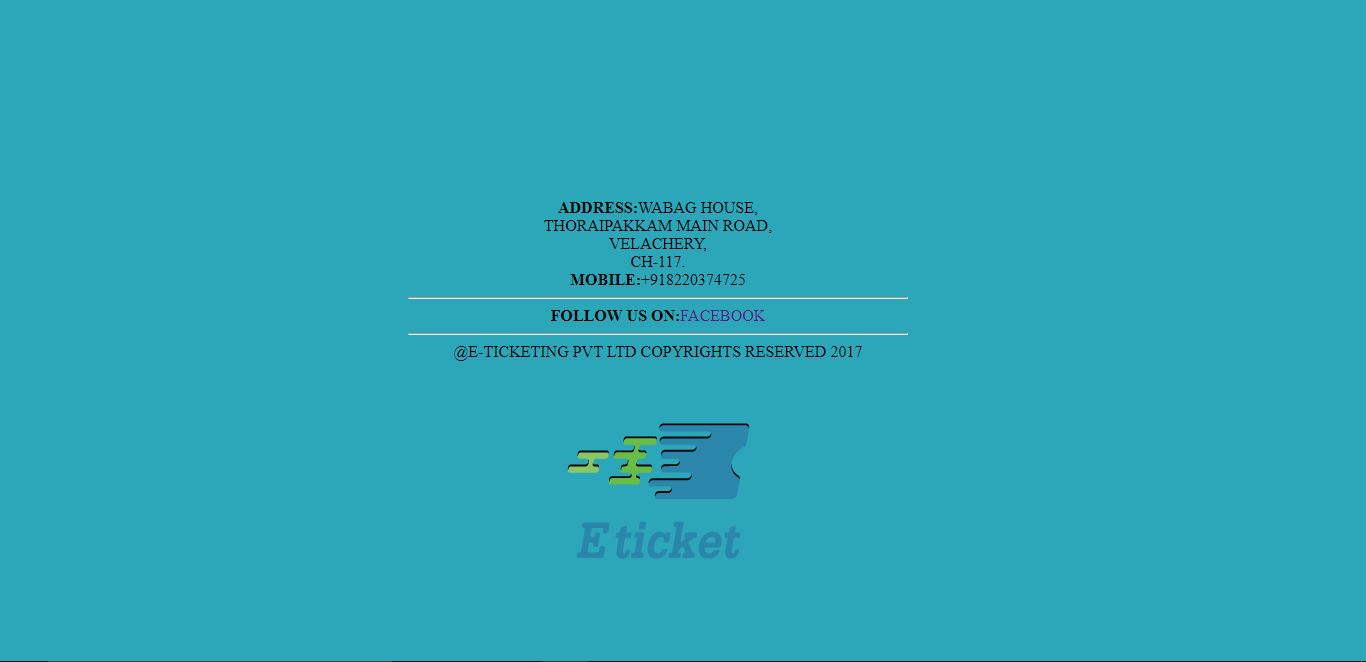 ADDRESS:WABAG HOUSE,
THORAIPAKKAM MAIN ROAD,
VELACHERY,
CH-117.
MOBILE:+918220374725
FOLLOW US ON:FACEBOOK
@E-TICKETING PVT LTD COPYRIGHTS RESERVED 2017
E ticket